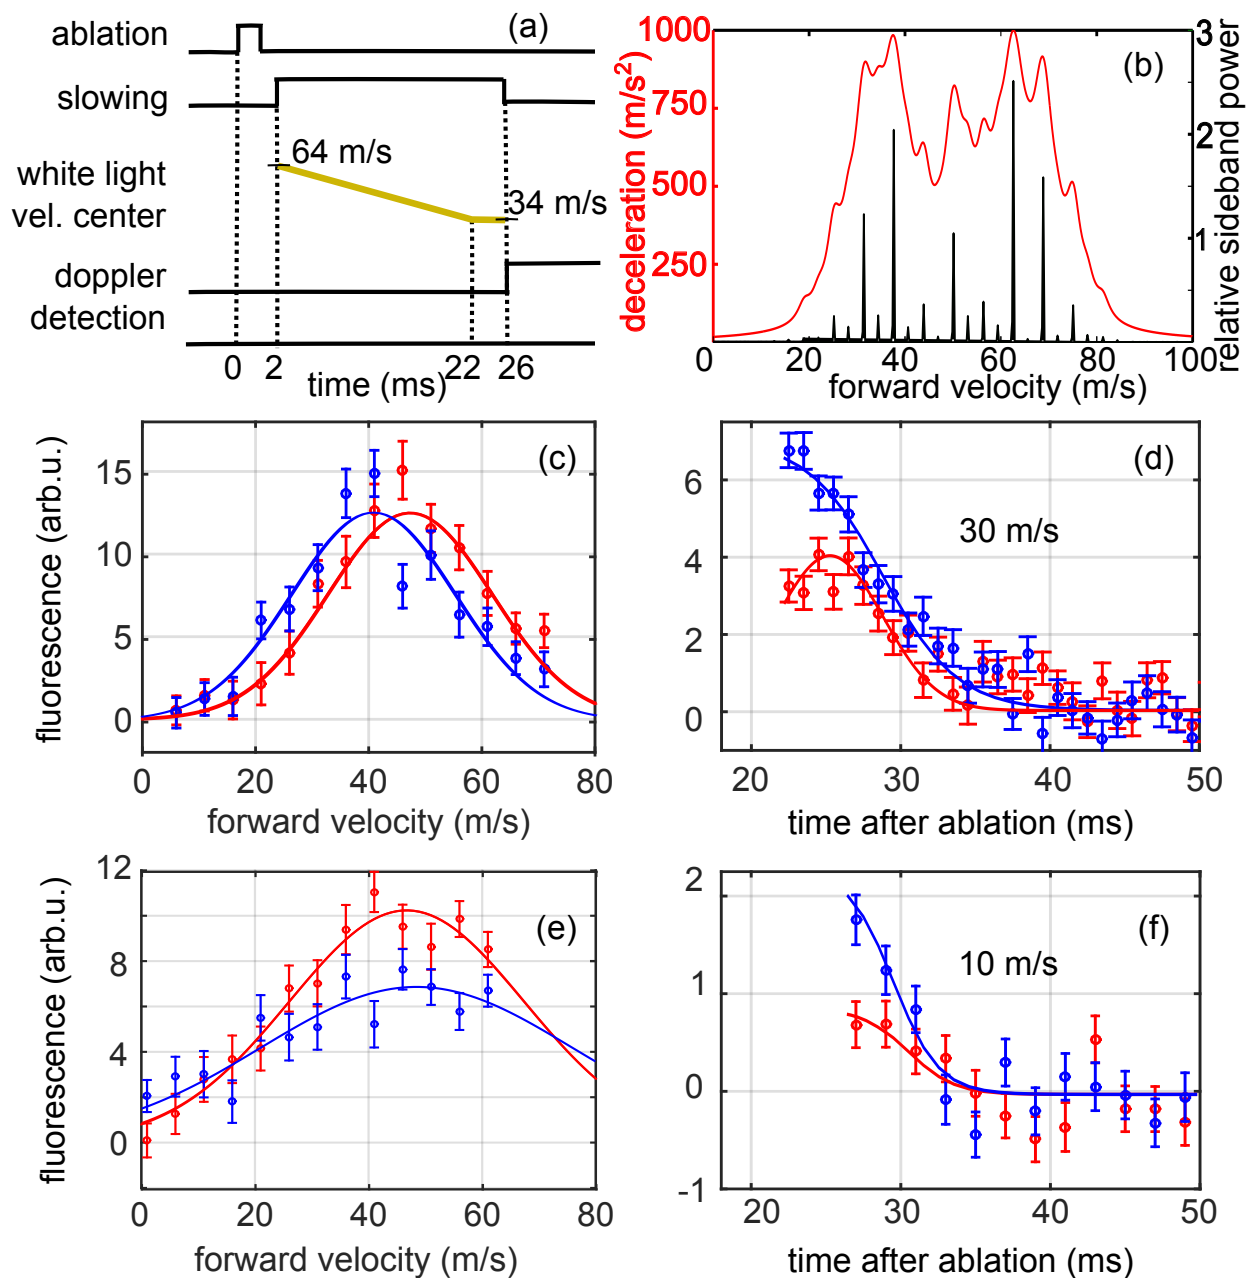 ablation
(a)
slowing
64 m/s
white light
vel. center
34 m/s
doppler
detection
0 2 22 26
time (ms)
deceleration (m/s²)
1000
750
500
250
(b)
3
2
1
relative sideband power
0 20 40 60 80 100
forward velocity (m/s)
fluorescence (arb.u.)
15
10
5
0
(c)
0 20 40 60 80
forward velocity (m/s)
6
4
2
0
(d)
30 m/s
20 30 40 50
time after ablation (ms)
fluorescence (arb.u.)
12
8
4
0
(e)
0 20 40 60 80
forward velocity (m/s)
2
1
0
-1
(f)
10 m/s
20 30 40 50
time after ablation (ms)